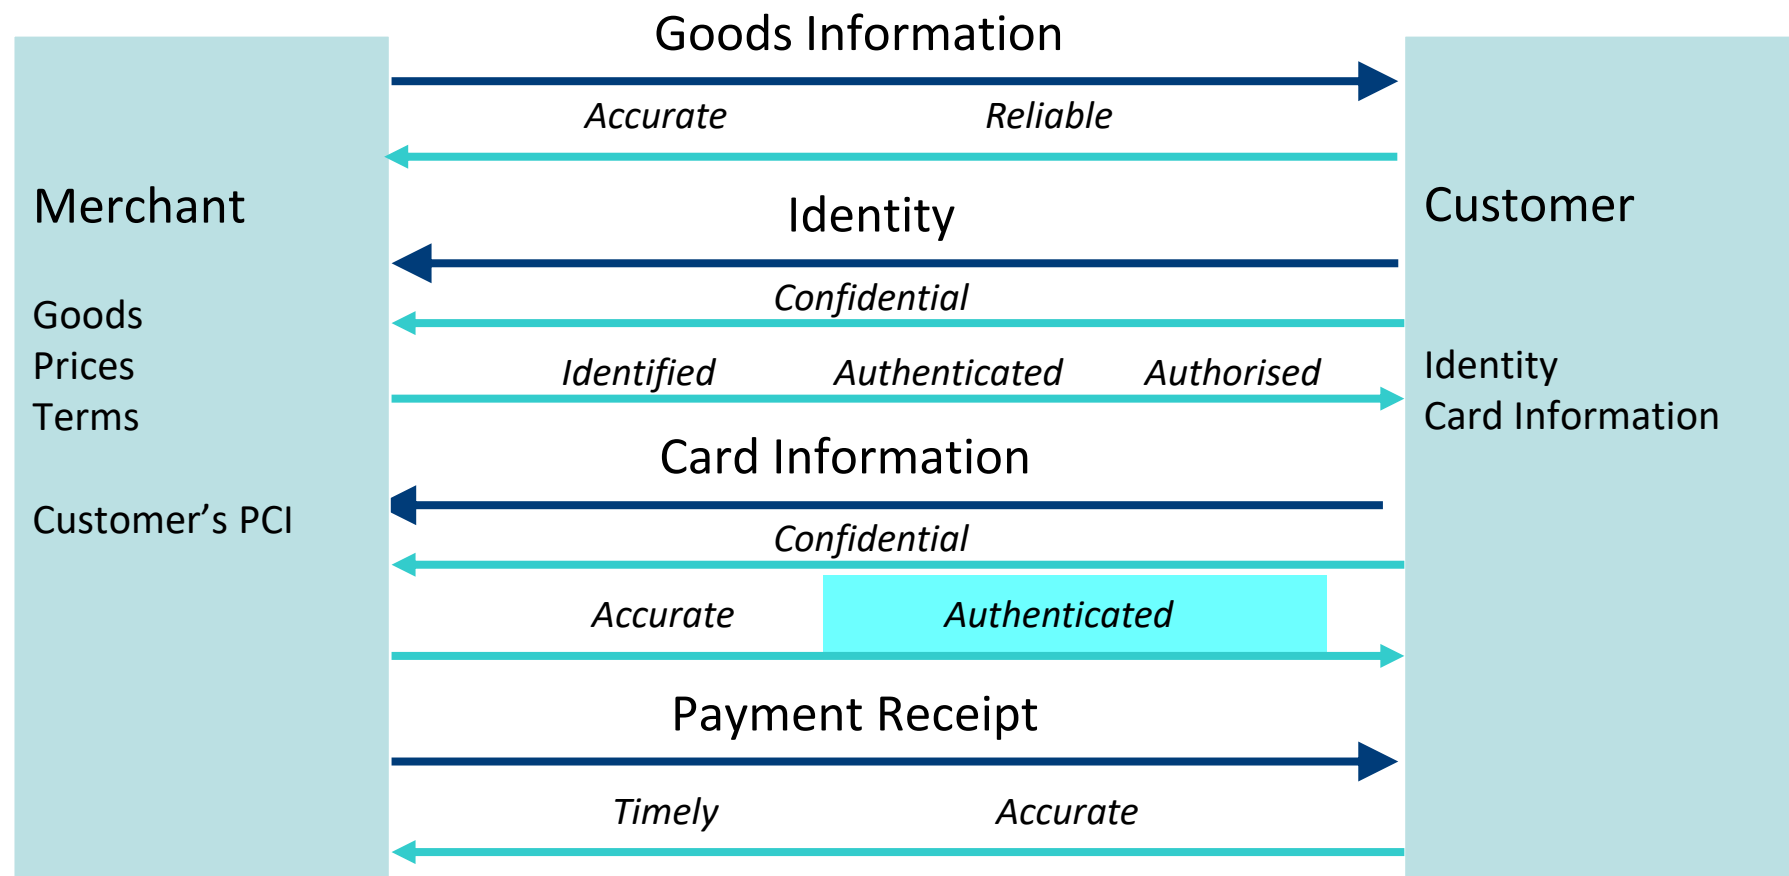 Goods Information
Accurate Reliable
Merchant
Identity
Customer
Confidential
Goods
Prices
Terms
Identified Authenticated Authorised
Identity
Card Information
Card Information
Customer’s PCI
Confidential
Accurate Authenticated
Payment Receipt
Timely Accurate